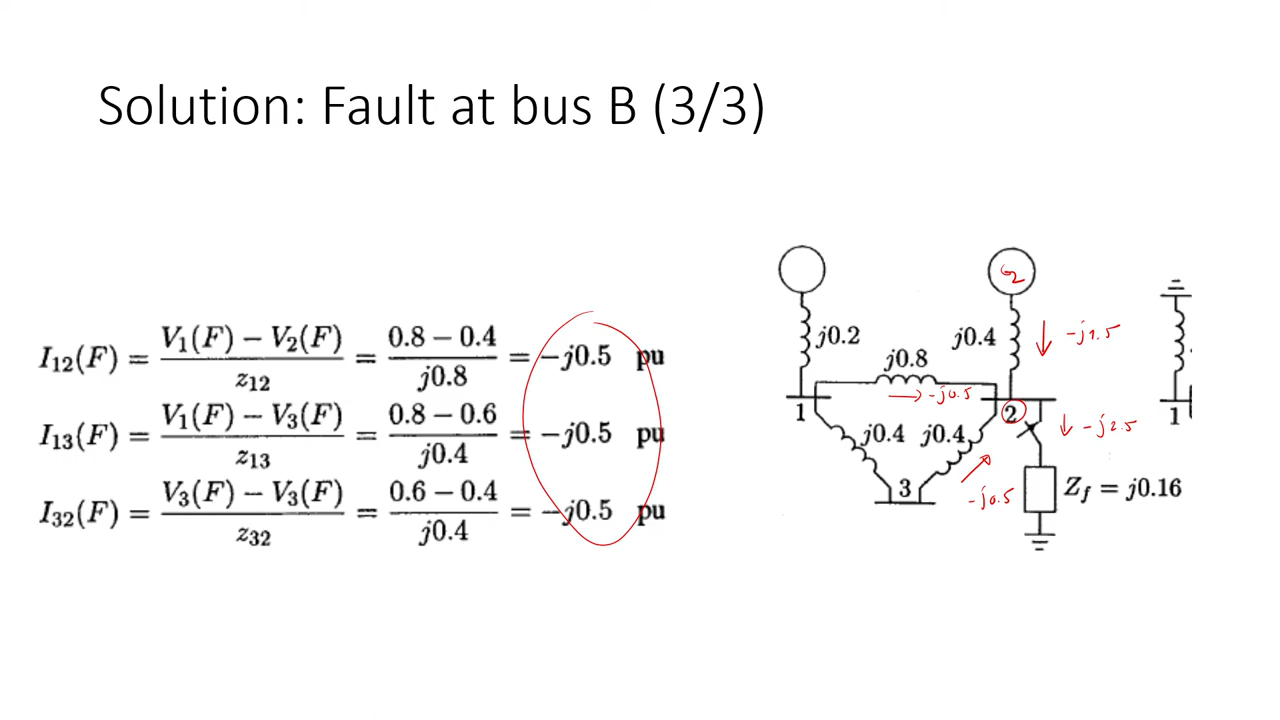 Solution: Fault at bus B (3/3)
I12(F) = V1(F) − V2(F) / z12 = 0.8 − 0.4 / j0.8 = −j0.5 pu
I13(F) = V1(F) − V3(F) / z13 = 0.8 − 0.6 / j0.4 = −j0.5 pu
I32(F) = V3(F) − V3(F) / z32 = 0.6 − 0.4 / j0.4 = −j0.5 pu
G2
j0.2
j0.4
-j1.5
j0.8
-j0.5
1
2
1
-j2.5
j0.4
j0.4
3
-j0.5
Zf = j0.16